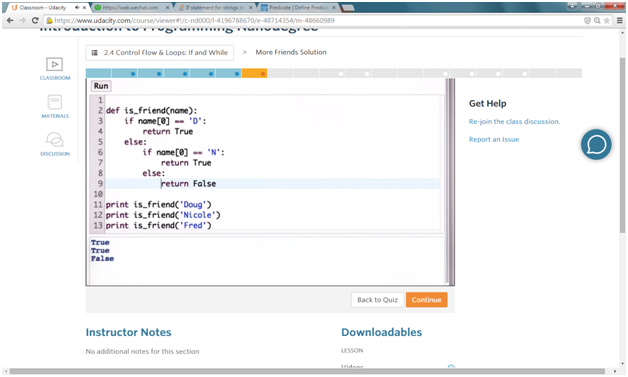 Classroom - Udacity
https://web.wechat.com
IF statement for strings in
Predicate | Define Predic
https://www.udacity.com/course/viewer#!/c-nd000/l-4196788670/e-48714354/m-48660989
Introduction to Programming Nanodegree
2.4 Control Flow & Loops: If and While > More Friends Solution
CLASSROOM
MATERIALS
DISCUSSION
Run
1
2 def is_friend(name):
3 if name[0] == 'D':
4 return True
5 else:
6 if name[0] == 'N':
7 return True
8 else:
9 return False
10
11 print is_friend('Doug')
12 print is_friend('Nicole')
13 print is_friend('Fred')
True
True
False
Get Help
Re-join the class discussion.
Report an Issue
Back to Quiz
Continue
Instructor Notes
No additional notes for this section
Downloadables
LESSON
Videos